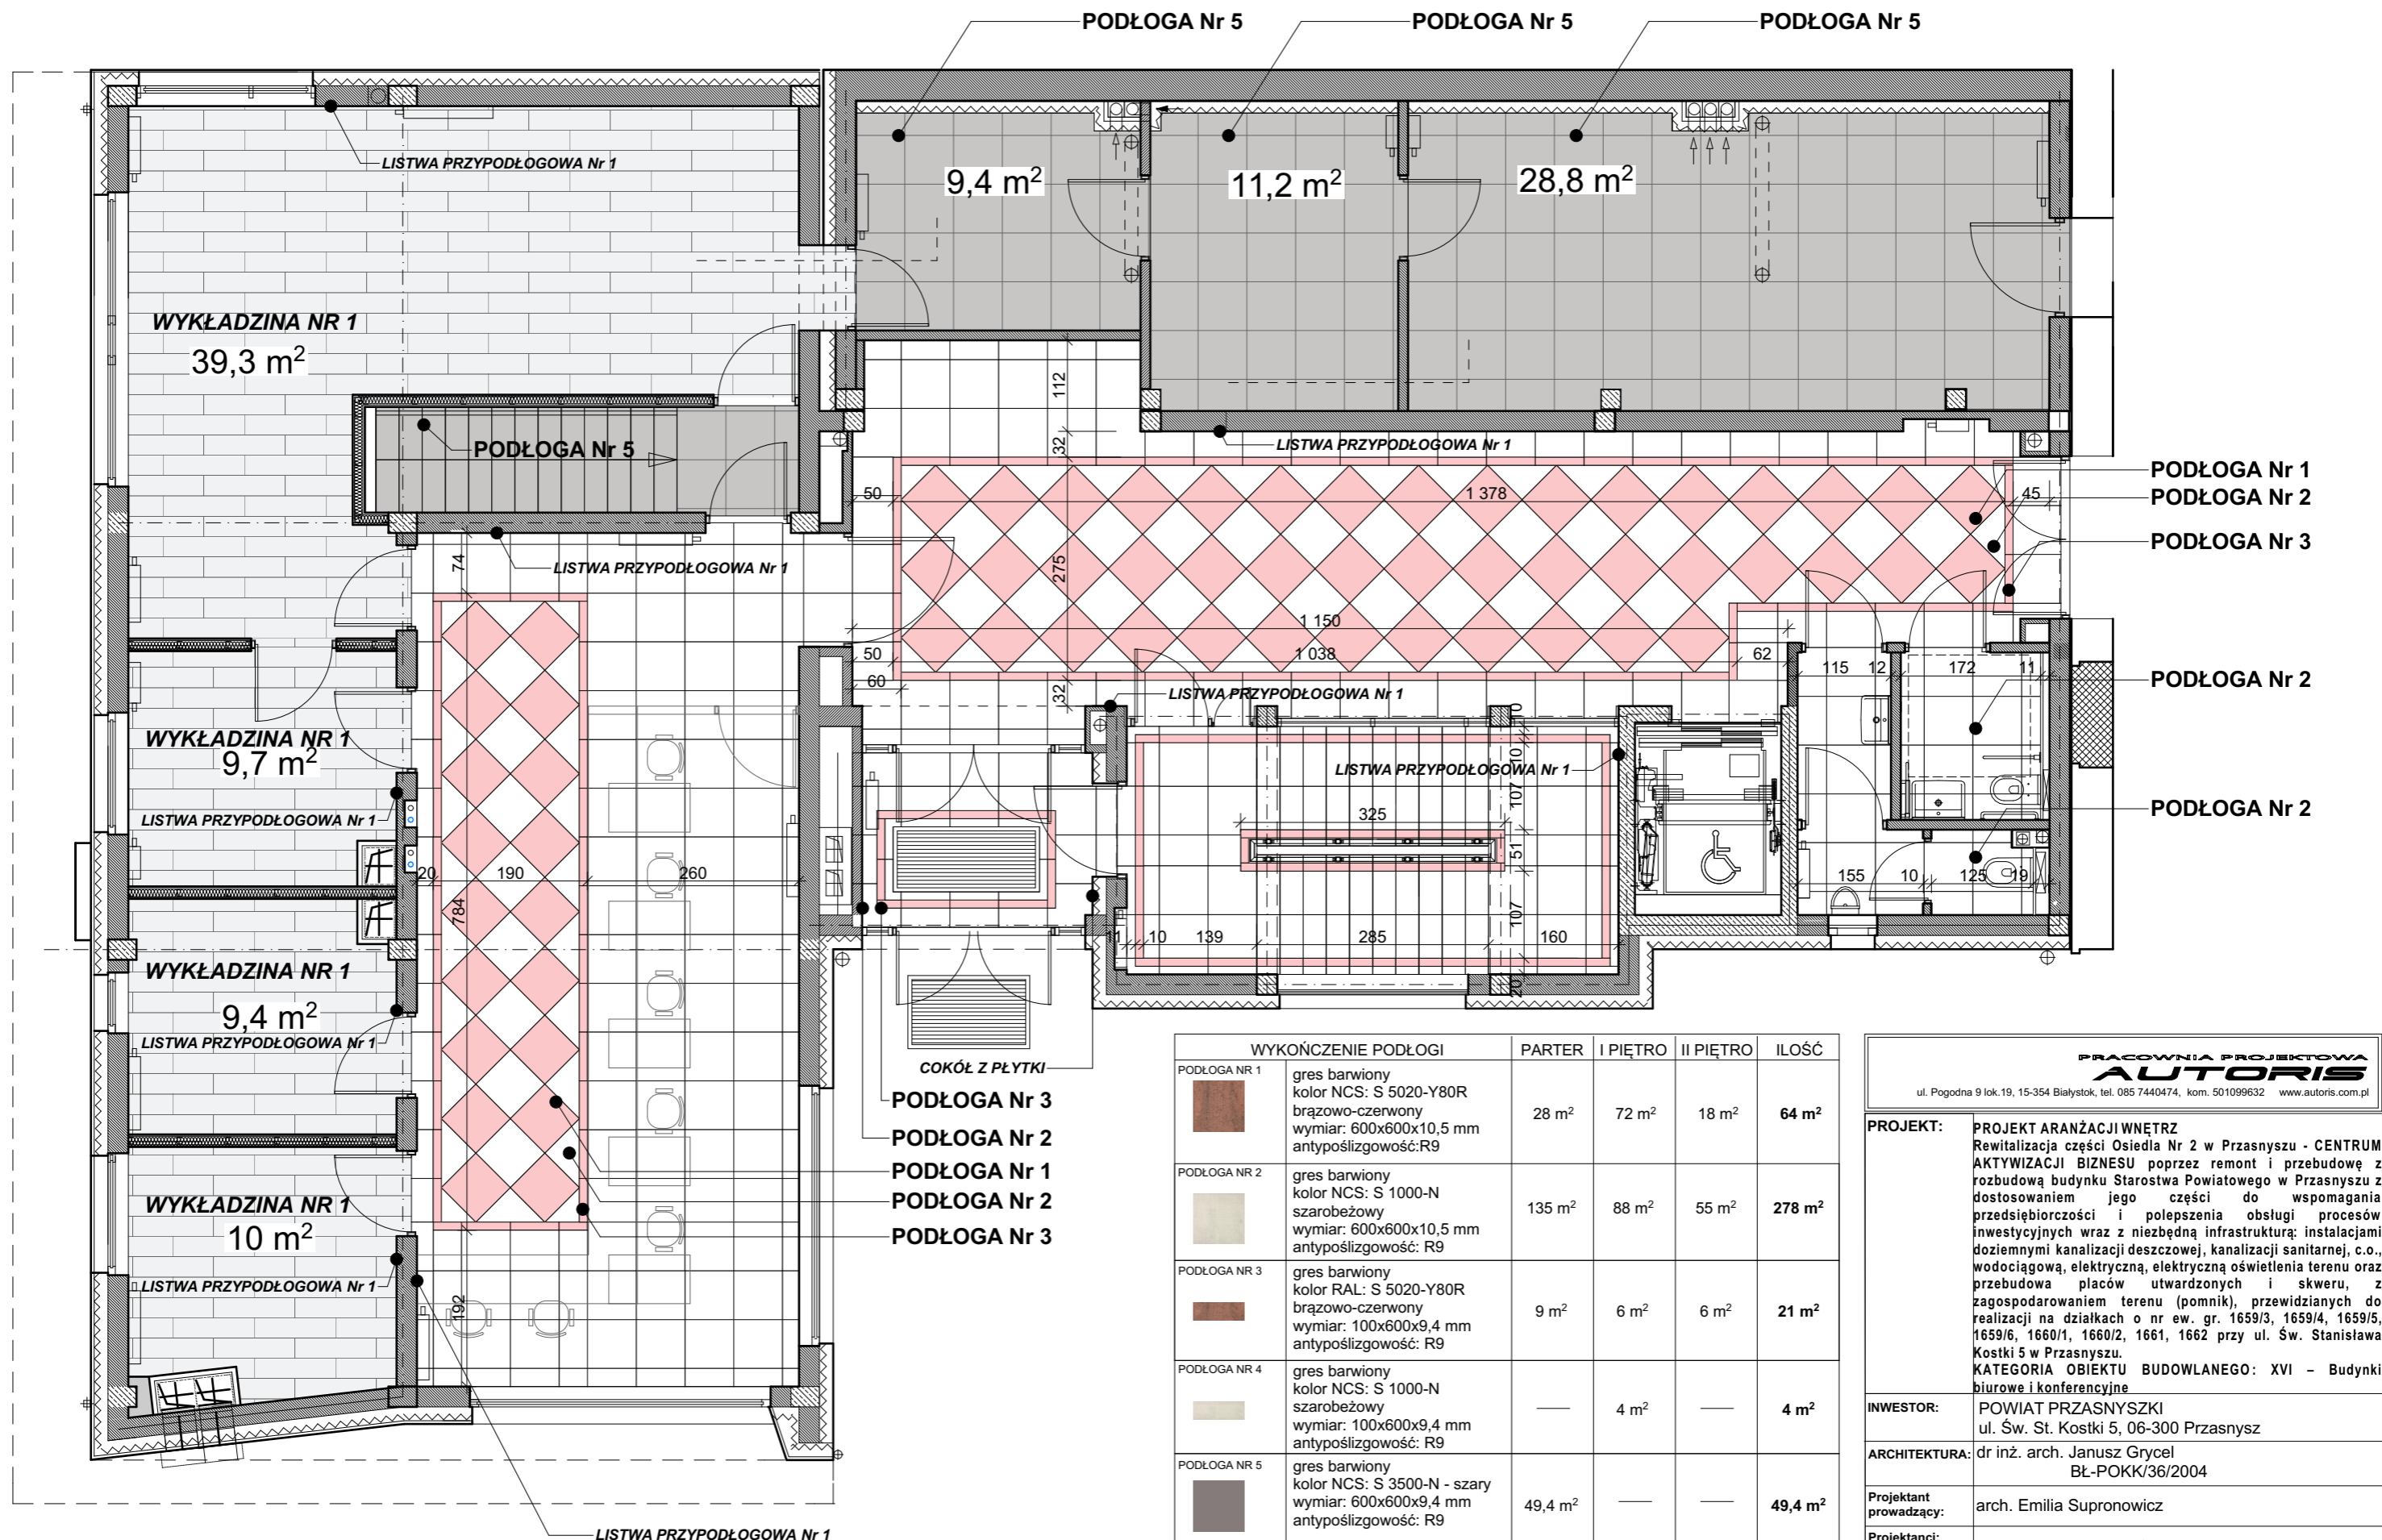 PODŁOGA Nr 5
PODŁOGA Nr 5
PODŁOGA Nr 5
LISTWA PRZYPODŁOGOWA Nr 1
9,4 m²
11,2 m²
28,8 m²
WYKŁADZINA NR 1
39,3 m²
112
PODŁOGA Nr 5
32
LISTWA PRZYPODŁOGOWA Nr 1
PODŁOGA Nr 1
50
1 378
45
PODŁOGA Nr 2
PODŁOGA Nr 3
74
LISTWA PRZYPODŁOGOWA Nr 1
275
1 150
50
1 038
62
115
12
172
11
60
32
LISTWA PRZYPODŁOGOWA Nr 1
PODŁOGA Nr 2
10
WYKŁADZINA NR 1
9,7 m²
10
LISTWA PRZYPODŁOGOWA Nr 1
107
LISTWA PRZYPODŁOGOWA Nr 1
325
PODŁOGA Nr 2
51
20
190
260
155
10
125
19
784
107
11
10
139
285
160
20
WYKŁADZINA NR 1
9,4 m²
LISTWA PRZYPODŁOGOWA Nr 1
COKÓŁ Z PŁYTKI
PODŁOGA Nr 3
PODŁOGA Nr 2
PODŁOGA Nr 1
PODŁOGA Nr 2
PODŁOGA Nr 3
WYKŁADZINA NR 1
10 m²
LISTWA PRZYPODŁOGOWA Nr 1
192
LISTWA PRZYPODŁOGOWA Nr 1
WYKOŃCZENIE PODŁOGI PARTER I PIĘTRO II PIĘTRO ILOŚĆ
PODŁOGA NR 1
gres barwiony
kolor NCS: S 5020-Y80R
brązowo-czerwony
wymiar: 600x600x10,5 mm
antypoślizgowość:R9
28 m² 72 m² 18 m² 64 m²
PODŁOGA NR 2
gres barwiony
kolor NCS: S 1000-N
szarobeżowy
wymiar: 600x600x10,5 mm
antypoślizgowość: R9
135 m² 88 m² 55 m² 278 m²
PODŁOGA NR 3
gres barwiony
kolor RAL: S 5020-Y80R
brązowo-czerwony
wymiar: 100x600x9,4 mm
antypoślizgowość: R9
9 m² 6 m² 6 m² 21 m²
PODŁOGA NR 4
gres barwiony
kolor NCS: S 1000-N
szarobeżowy
wymiar: 100x600x9,4 mm
antypoślizgowość: R9
—— 4 m² —— 4 m²
PODŁOGA NR 5
gres barwiony
kolor NCS: S 3500-N - szary
wymiar: 600x600x9,4 mm
antypoślizgowość: R9
49,4 m² —— —— 49,4 m²
PRACOWNIA PROJEKTOWA
AUTORIS
ul. Pogodna 9 lok.19, 15-354 Białystok, tel. 085 7440474, kom. 501099632 www.autoris.com.pl
PROJEKT:
PROJEKT ARANŻACJI WNĘTRZ
Rewitalizacja części Osiedla Nr 2 w Przasnyszu - CENTRUM
AKTYWIZACJI BIZNESU poprzez remont i przebudowę z
rozbudową budynku Starostwa Powiatowego w Przasnyszu z
dostosowaniem jego części do wspomagania
przedsiębiorczości i polepszenia obsługi procesów
inwestycyjnych wraz z niezbędną infrastrukturą: instalacjami
doziemnymi kanalizacji deszczowej, kanalizacji sanitarnej, c.o.,
wodociągową, elektryczną, elektryczną oświetlenia terenu oraz
przebudowa placów utwardzonych i skweru, z
zagospodarowaniem terenu (pomnik), przewidzianych do
realizacji na działkach o nr ew. gr. 1659/3, 1659/4, 1659/5,
1659/6, 1660/1, 1660/2, 1661, 1662 przy ul. Św. Stanisława
Kostki 5 w Przasnyszu.
KATEGORIA OBIEKTU BUDOWLANEGO: XVI – Budynki
biurowe i konferencyjne
INWESTOR:
POWIAT PRZASNYSZKI
ul. Św. St. Kostki 5, 06-300 Przasnysz
ARCHITEKTURA:
dr inż. arch. Janusz Grycel
BŁ-POKK/36/2004
Projektant
prowadzący:
arch. Emilia Supronowicz
Projektanci: